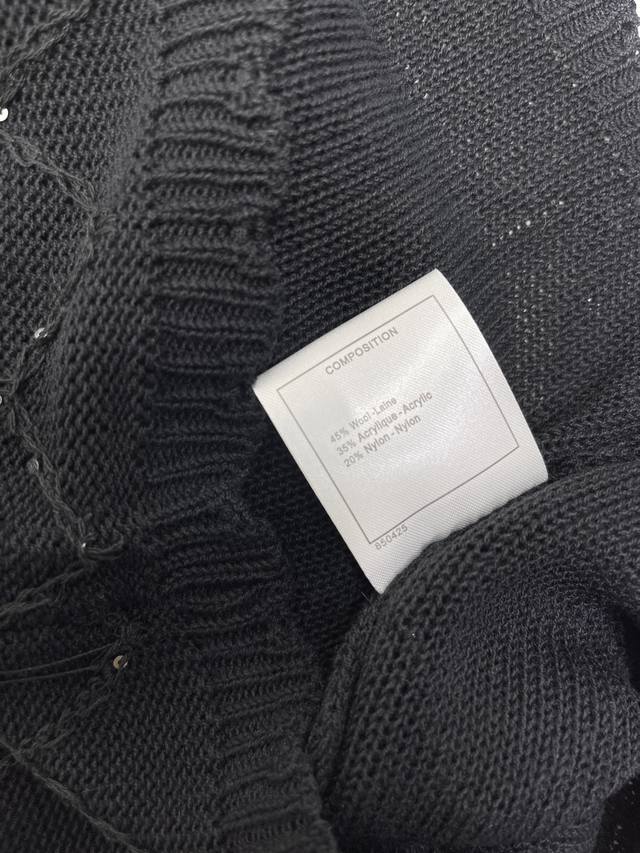 COMPOSITION
45% Wool -Laine
35% Acrylique - Acrylic
20% Nylon - Nylon
850425